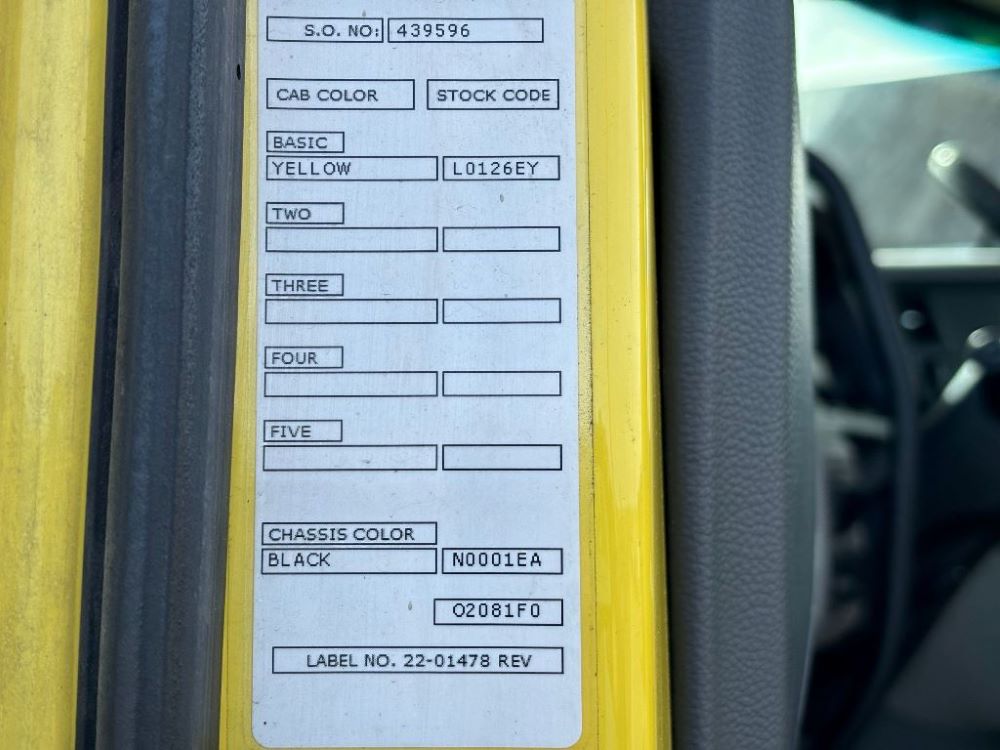 S.O. NO: 439596
CAB COLOR STOCK CODE
BASIC
YELLOW L0126EY
TWO
THREE
FOUR
FIVE
CHASSIS COLOR
BLACK N0001EA
O2081F0
LABEL NO. 22-01478 REV